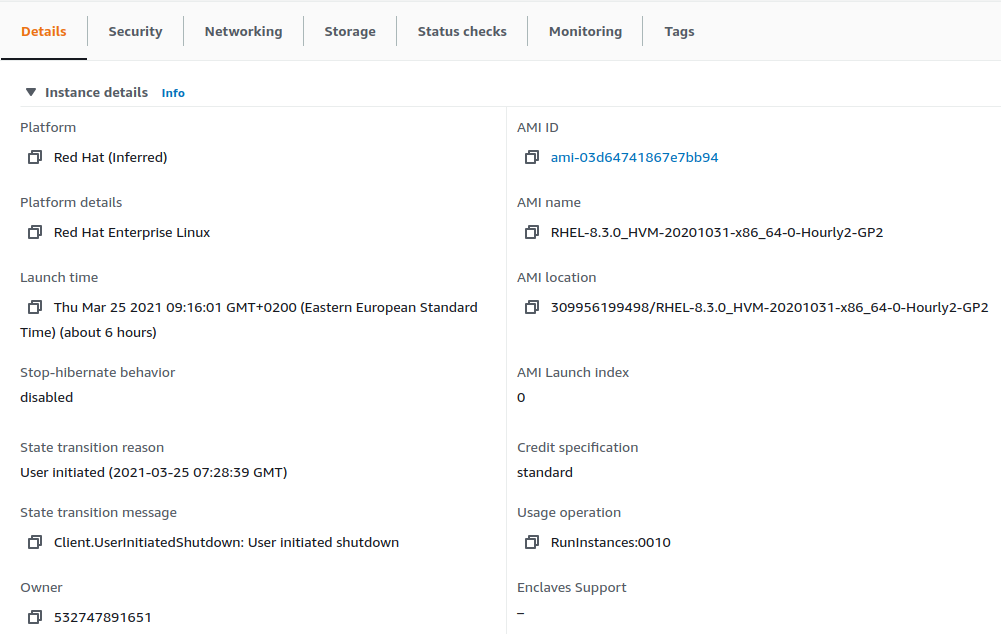 Details Security Networking Storage Status checks Monitoring Tags
Instance details Info
Platform
Red Hat (Inferred)
Platform details
Red Hat Enterprise Linux
Launch time
Thu Mar 25 2021 09:16:01 GMT+0200 (Eastern European Standard
Time) (about 6 hours)
Stop-hibernate behavior
disabled
State transition reason
User initiated (2021-03-25 07:28:39 GMT)
State transition message
Client.UserInitiatedShutdown: User initiated shutdown
Owner
532747891651
AMI ID
ami-03d64741867e7bb94
AMI name
RHEL-8.3.0_HVM-20201031-x86_64-0-Hourly2-GP2
AMI location
309956199498/RHEL-8.3.0_HVM-20201031-x86_64-0-Hourly2-GP2
AMI Launch index
0
Credit specification
standard
Usage operation
RunInstances:0010
Enclaves Support
–